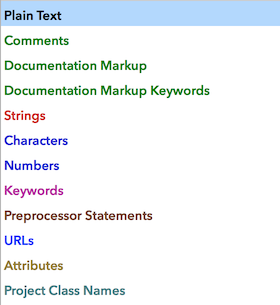 Plain Text
Comments
Documentation Markup
Documentation Markup Keywords
Strings
Characters
Numbers
Keywords
Preprocessor Statements
URLs
Attributes
Project Class Names